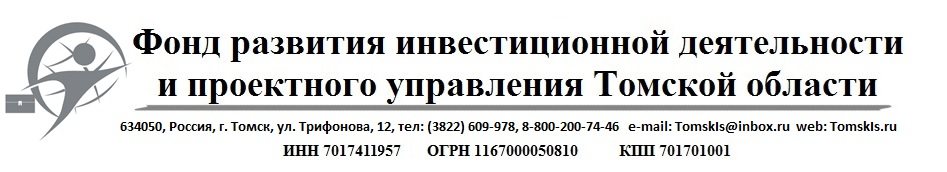 Фонд развития инвестиционной деятельности
и проектного управления Томской области
634050, Россия, г. Томск, ул. Трифонова, 12, тел: (3822) 609-978, 8-800-200-74-46 e-mail: TomskIs@inbox.ru web: TomskIs.ru
ИНН 7017411957 ОГРН 1167000050810 КПП 701701001